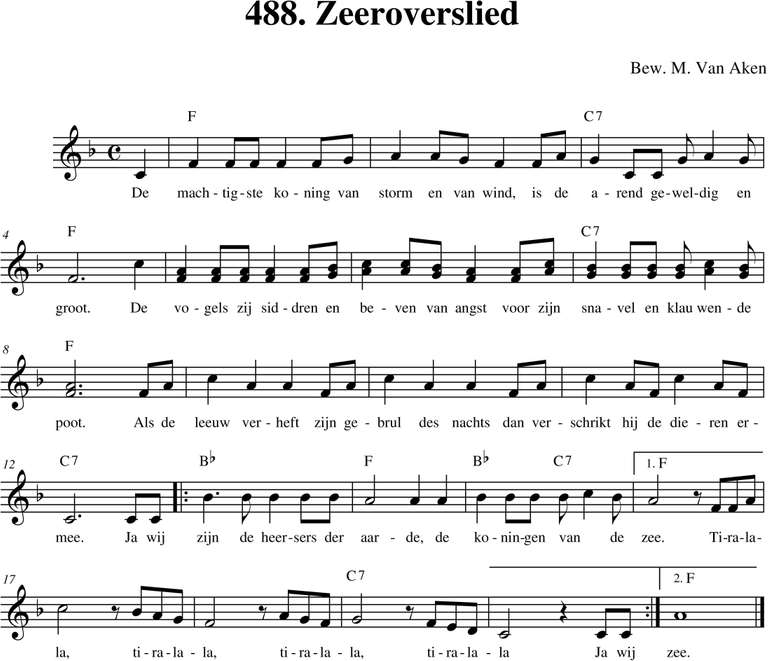 488. Zeeroverslied
Bew. M. Van Aken
F C7
De mach - tig - ste ko - ning van storm en van wind, is de a - rend ge - wel - dig en
4 F C7
groot. De vo - gels zij sid - dren en be - ven van angst voor zijn sna - vel en klau wen - de
8 F
poot. Als de leeuw ver - heft zijn ge - brul des nachts dan ver - schrikt hij de die - ren er -
12 C7 B♭ F B♭ C7 1. F
mee. Ja wij zijn de heer - sers der aar - de, de ko - nin - gen van de zee. Ti - ra - la -
17 C7 2. F
la, ti - ra - la - la, ti - ra - la - la, ti - ra - la - la Ja wij zee.